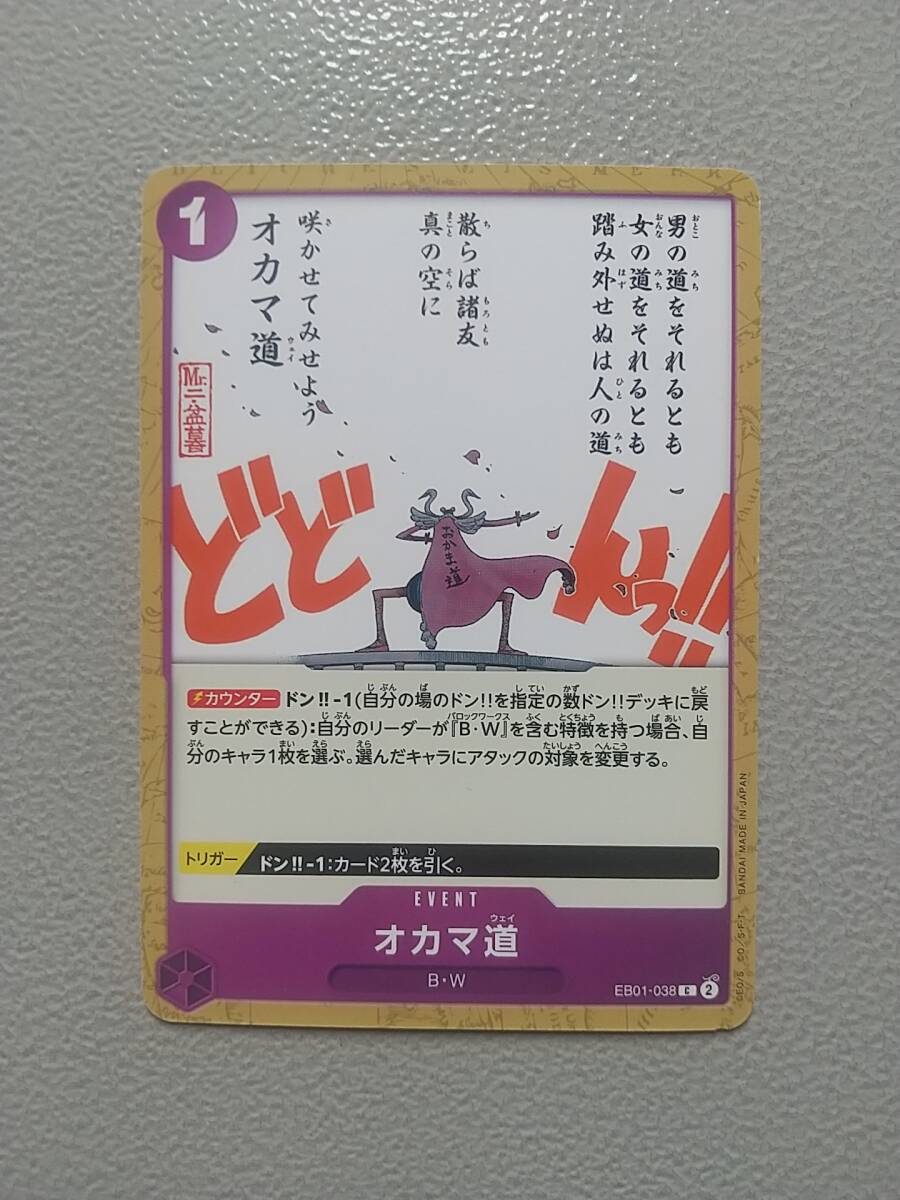 1
男の道をそれるとも
女の道をそれるとも
踏み外せぬは人の道
散らば諸友
真の空に
咲かせてみせよう
オカマ道
Mr.二・盆暮
どど
んっ!!
おかま道
カウンター ドン!!-1(自分の場のドン!!を指定の数ドン!!デッキに戻
すことができる):自分のリーダーが『B・W』を含む特徴を持つ場合、自
分のキャラ1枚を選ぶ。選んだキャラにアタックの対象を変更する。
トリガー ドン!!-1:カード2枚を引く。
EVENT
オカマ道
B・W
EB01-038 C 2
©E.O/S. ©O/S・F・T. BANDAI MADE IN JAPAN